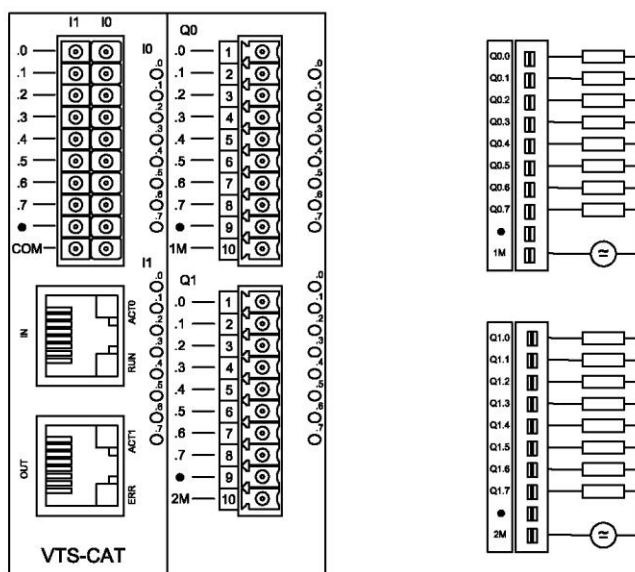 I1 I0
.0
.1
.2
.3
.4
.5
.6
.7
●
COM
I0
.0
.1
.2
.3
.4
.5
.6
.7
I1
.0
.1
.2
.3
.4
.5
.6
.7
IN
ACT0
RUN
OUT
ACT1
ERR
VTS-CAT
Q0
.0 1
.1 2
.2 3
.3 4
.4 5
.5 6
.6 7
.7 8
● 9
1M 10
.0
.1
.2
.3
.4
.5
.6
.7
Q1
.0 1
.1 2
.2 3
.3 4
.4 5
.5 6
.6 7
.7 8
● 9
2M 10
.0
.1
.2
.3
.4
.5
.6
.7
Q0.0
Q0.1
Q0.2
Q0.3
Q0.4
Q0.5
Q0.6
Q0.7
●
1M
Q1.0
Q1.1
Q1.2
Q1.3
Q1.4
Q1.5
Q1.6
Q1.7
●
2M